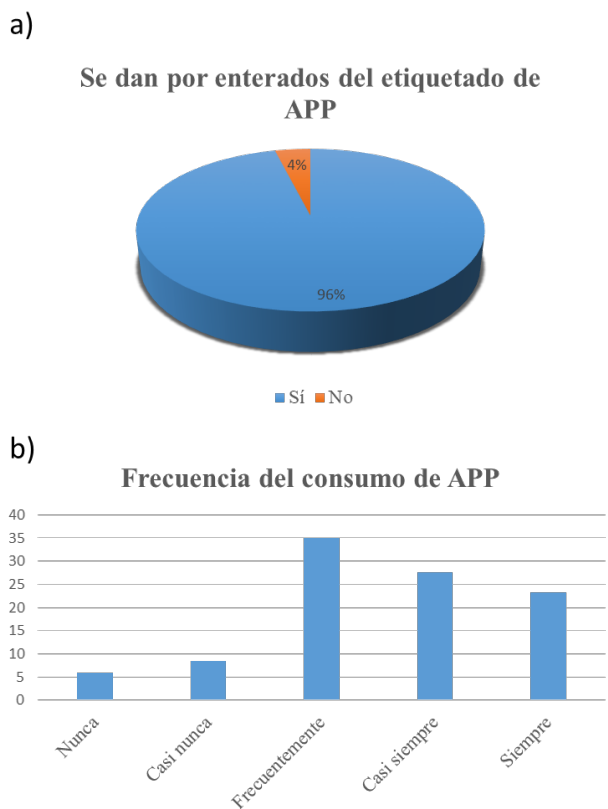 a)
Se dan por enterados del etiquetado de
APP
4%
96%
Sí No
b)
Frecuencia del consumo de APP
40
35
30
25
20
15
10
5
0
Nunca
Casi nunca
Frecuentemente
Casi siempre
Siempre